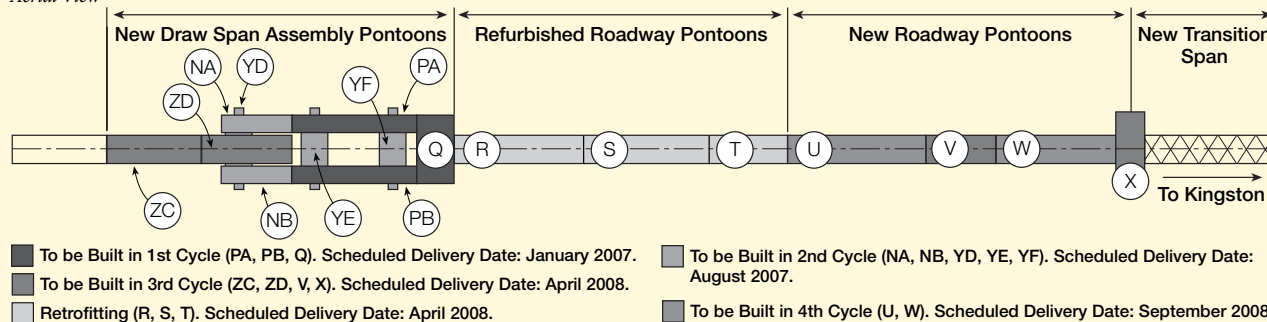 Aerial View
New Draw Span Assembly Pontoons
Refurbished Roadway Pontoons
New Roadway Pontoons
New Transition
Span
NA
YD
PA
YF
ZD
Q
R
S
T
U
V
W
X
ZC
NB
YE
PB
To Kingston
To be Built in 1st Cycle (PA, PB, Q). Scheduled Delivery Date: January 2007.
To be Built in 3rd Cycle (ZC, ZD, V, X). Scheduled Delivery Date: April 2008.
Retrofitting (R, S, T). Scheduled Delivery Date: April 2008.
To be Built in 2nd Cycle (NA, NB, YD, YE, YF). Scheduled Delivery Date:
August 2007.
To be Built in 4th Cycle (U, W). Scheduled Delivery Date: September 2008